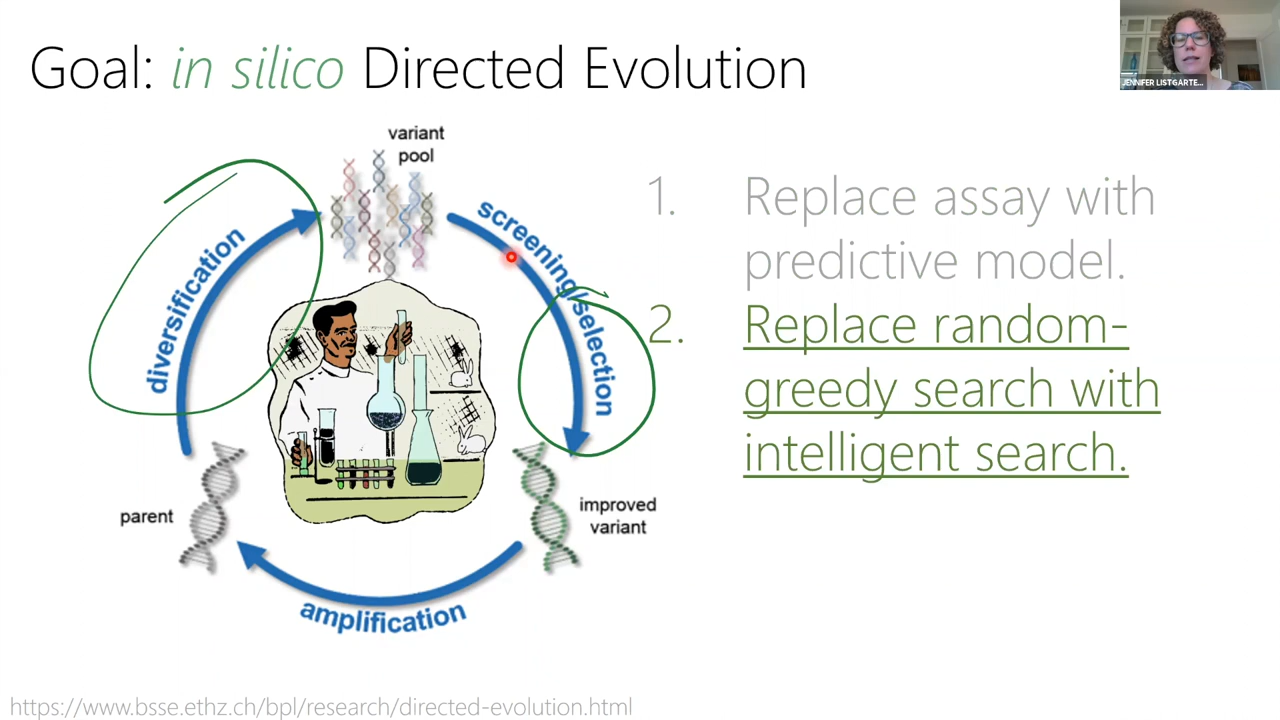 Goal: in silico Directed Evolution
JENNIFER LISTGARTE...
variant
pool
screening/selection
diversification
parent
improved
variant
amplification
1. Replace assay with
predictive model.
2. Replace random-
greedy search with
intelligent search.
https://www.bsse.ethz.ch/bpl/research/directed-evolution.html